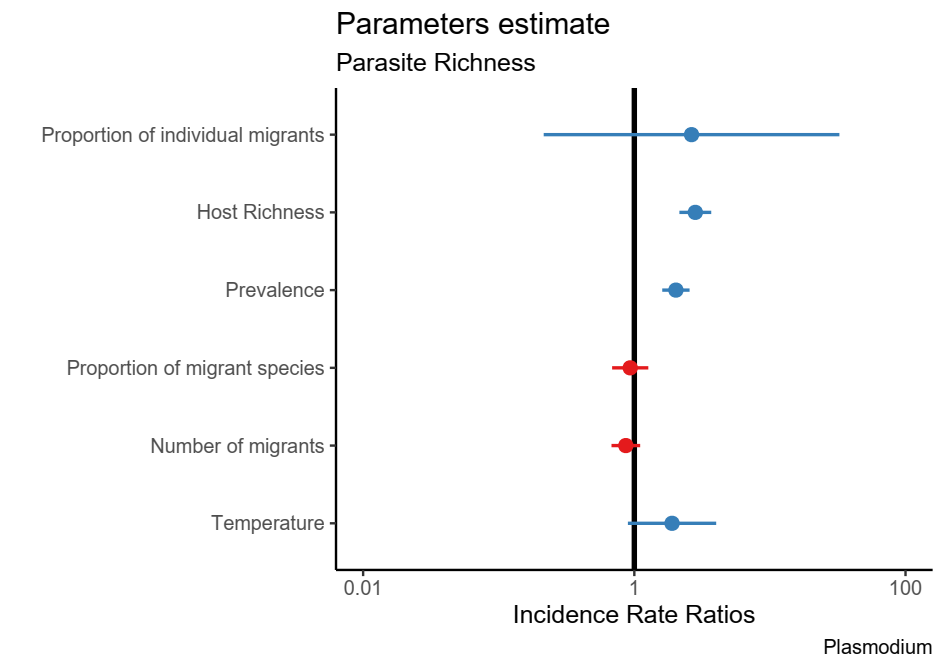 Parameters estimate
Parasite Richness
Proportion of individual migrants
Host Richness
Prevalence
Proportion of migrant species
Number of migrants
Temperature
0.01 1 100
Incidence Rate Ratios
Plasmodium